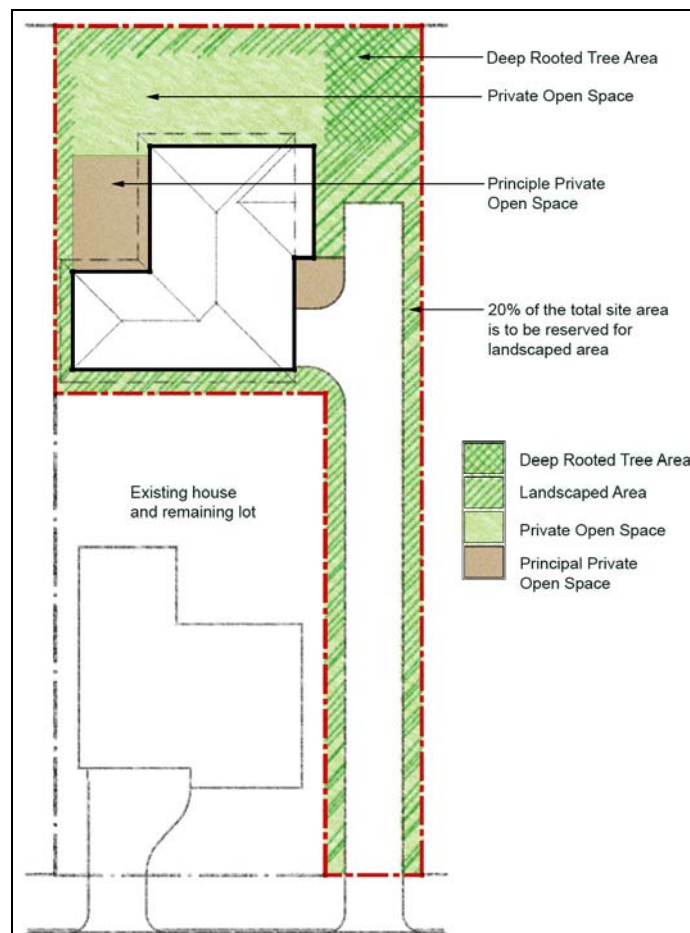 Deep Rooted Tree Area
Private Open Space
Principle Private
Open Space
20% of the total site area
is to be reserved for
landscaped area
Existing house
and remaining lot
Deep Rooted Tree Area
Landscaped Area
Private Open Space
Principal Private
Open Space